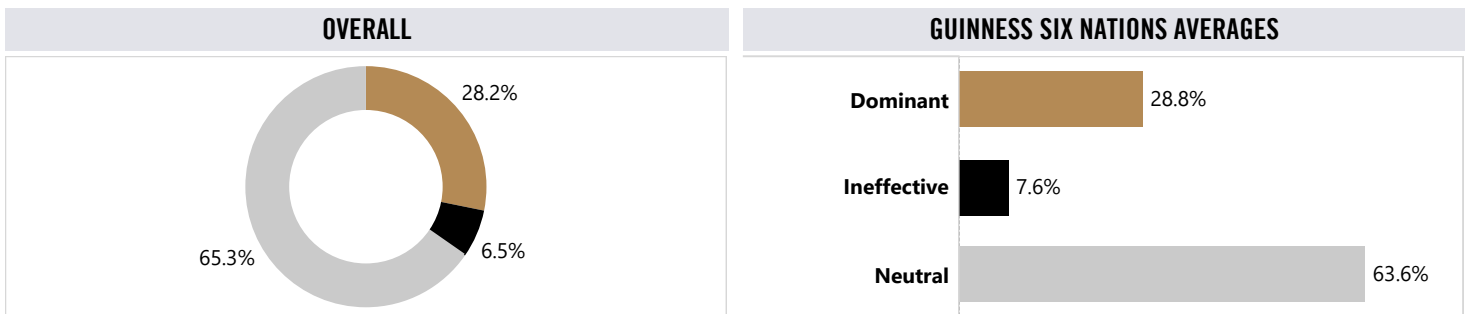 OVERALL
28.2%
6.5%
65.3%
GUINNESS SIX NATIONS AVERAGES
Dominant 28.8%
Ineffective 7.6%
Neutral 63.6%